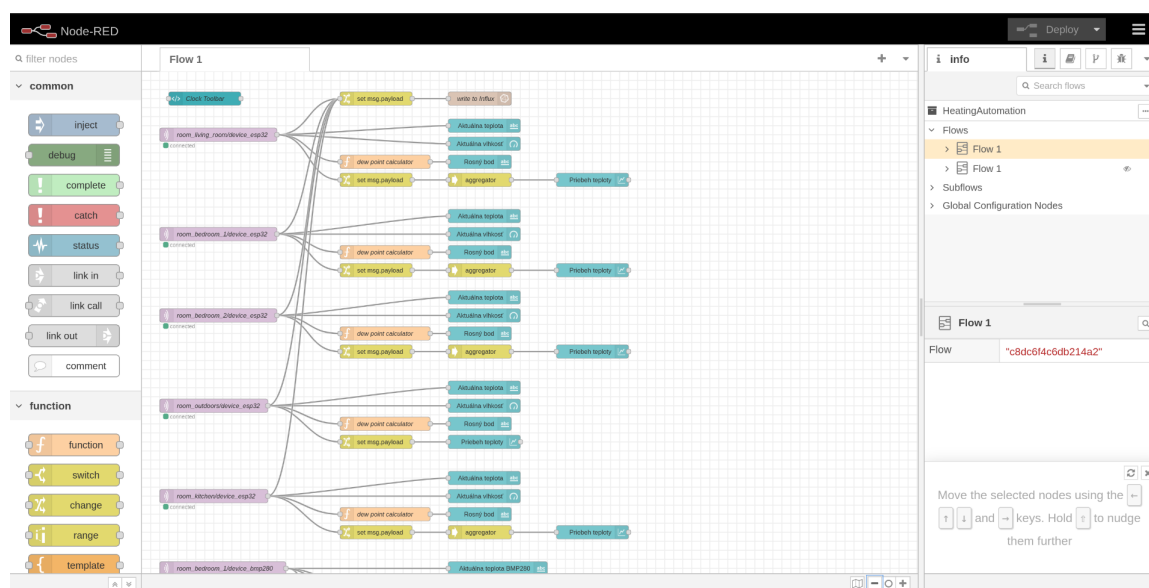 Node-RED
Deploy
filter nodes
Flow 1
info
Search flows
common
inject
debug
complete
catch
status
link in
link call
link out
comment
function
function
switch
change
range
template
Clock Toolbar
set msg.payload
write to Influx
room_living_room/device_esp32
connected
Aktuálna teplota
Aktuálna vlhkosť
dew point calculator
Rosný bod
set msg.payload
aggregator
Priebeh teploty
room_bedroom_1/device_esp32
connected
Aktuálna teplota
Aktuálna vlhkosť
dew point calculator
Rosný bod
set msg.payload
aggregator
Priebeh teploty
room_bedroom_2/device_esp32
connected
Aktuálna teplota
Aktuálna vlhkosť
dew point calculator
Rosný bod
set msg.payload
aggregator
Priebeh teploty
room_outdoors/device_esp32
connected
Aktuálna teplota
Aktuálna vlhkosť
dew point calculator
Rosný bod
set msg.payload
Priebeh teploty
room_kitchen/device_esp32
connected
Aktuálna teplota
Aktuálna vlhkosť
dew point calculator
Rosný bod
set msg.payload
aggregator
Priebeh teploty
room_bedroom_1/device_bmp280
Aktuálna teplota BMP280
HeatingAutomation
Flows
Flow 1
Flow 1
Subflows
Global Configuration Nodes
Flow 1
Flow "c8dc6f4c6db214a2"
Move the selected nodes using the ←
↑ ↓ and → keys. Hold ⇧ to nudge
them further